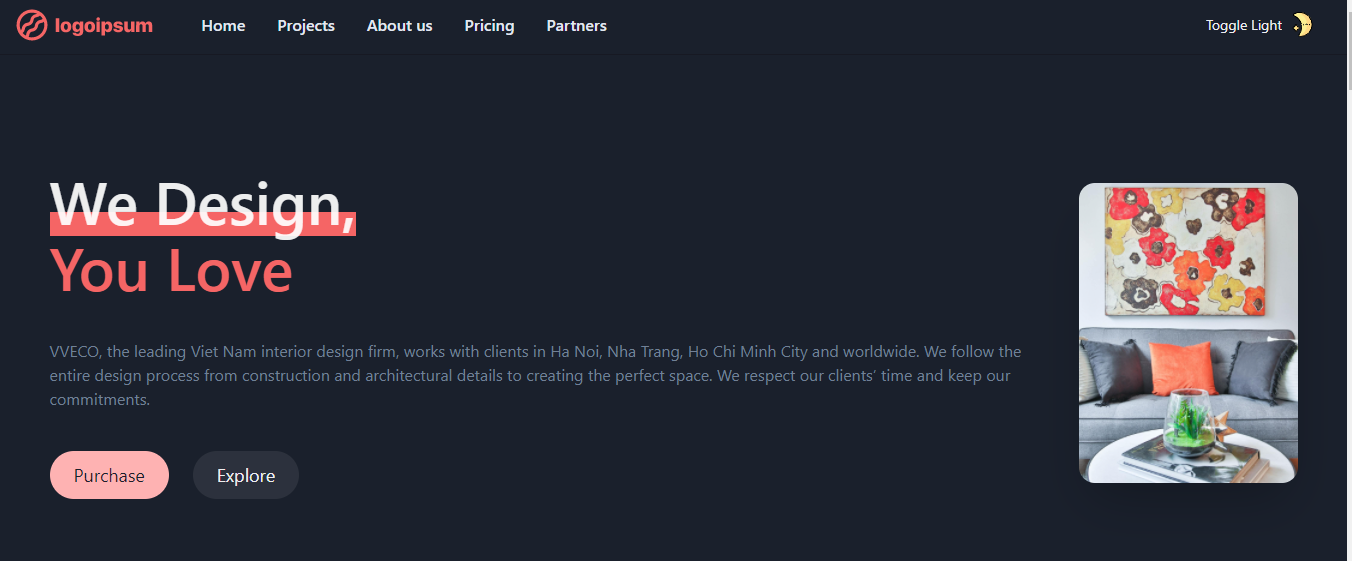 logoipsum Home Projects About us Pricing Partners Toggle Light
We Design,
You Love
VVECO, the leading Viet Nam interior design firm, works with clients in Ha Noi, Nha Trang, Ho Chi Minh City and worldwide. We follow the
entire design process from construction and architectural details to creating the perfect space. We respect our clients’ time and keep our
commitments.
Purchase Explore